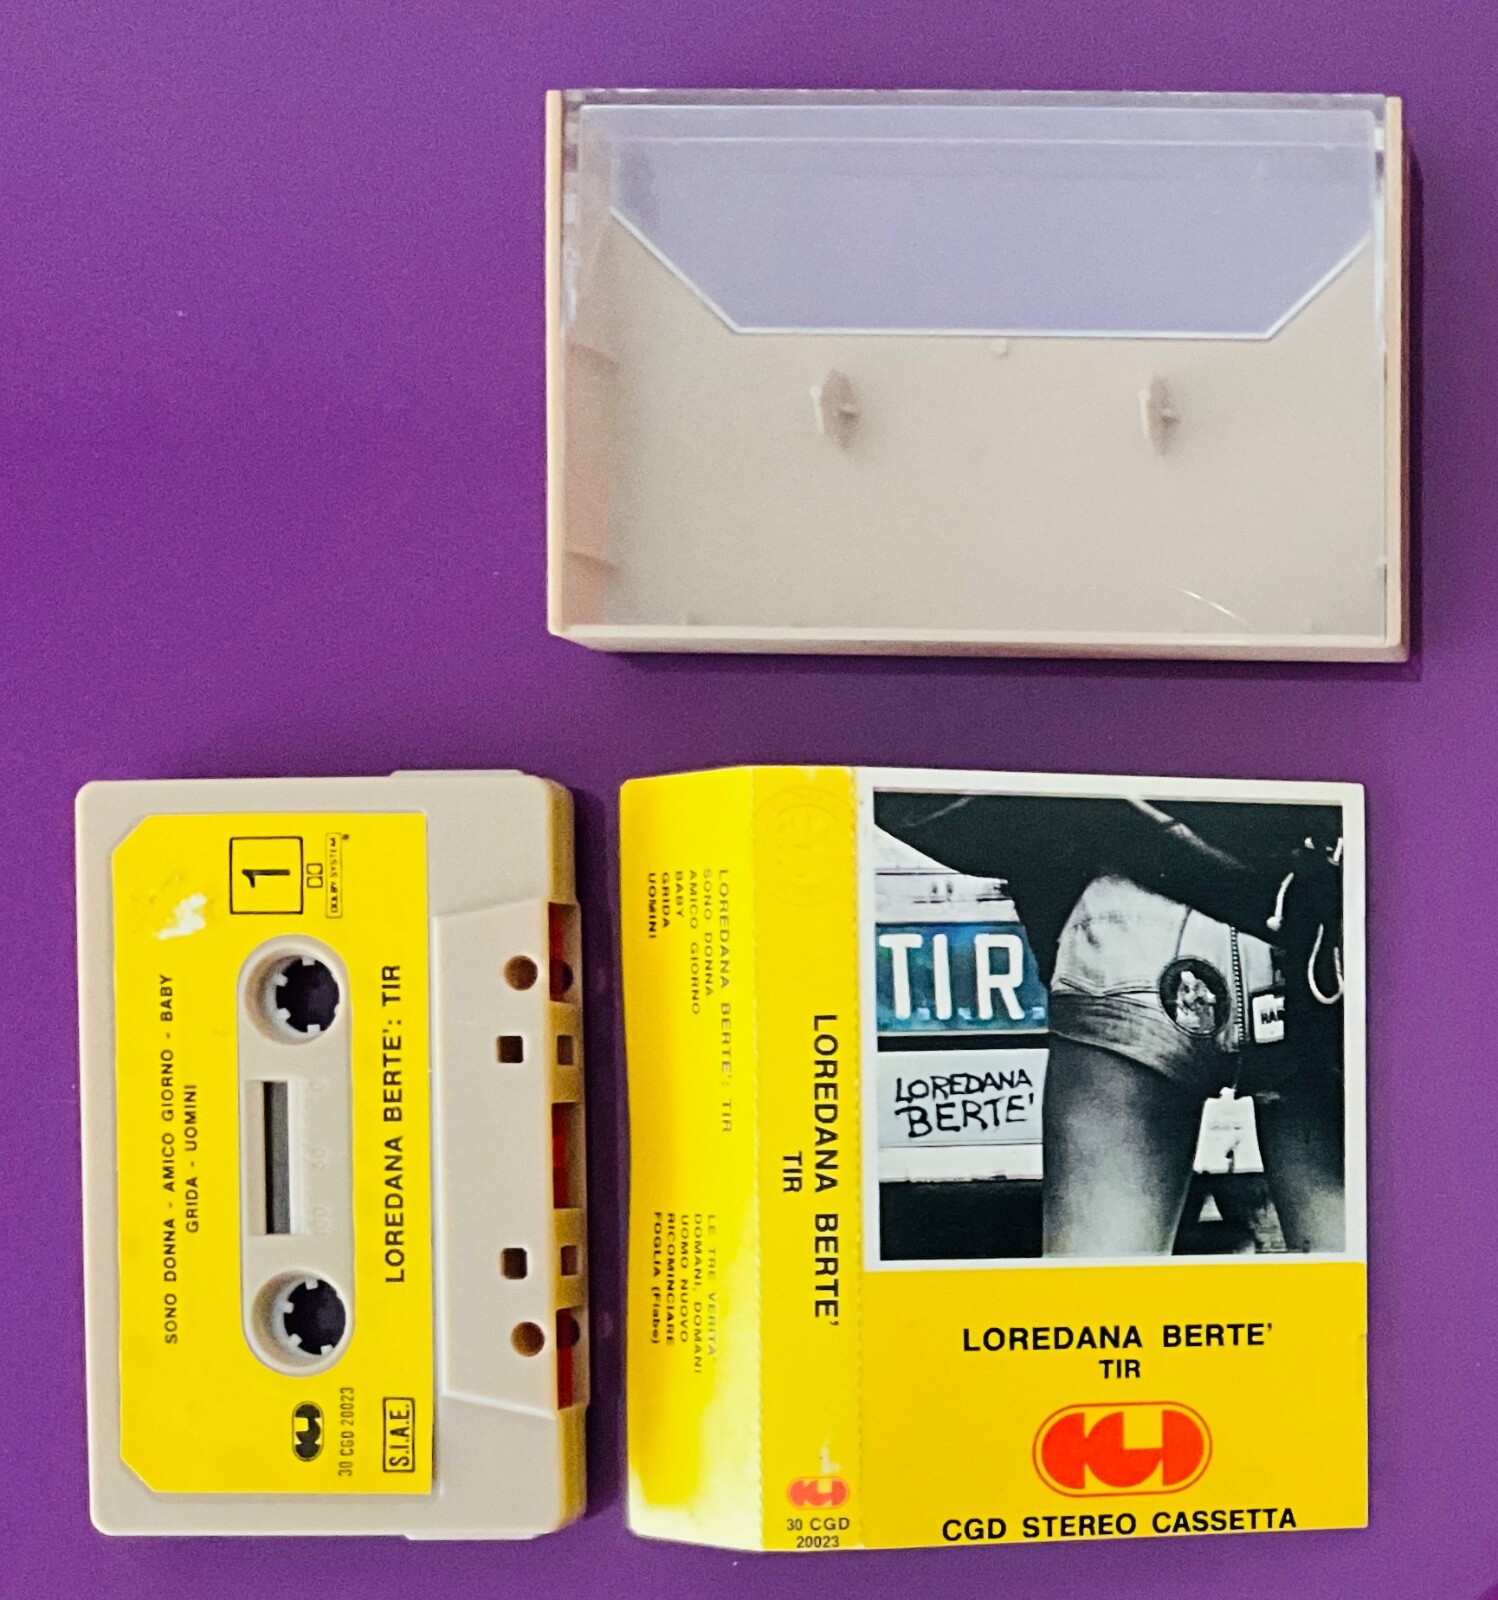 1
DOLBY SYSTEM
SONO DONNA - AMICO GIORNO - BABY
GRIDA - UOMINI
LOREDANA BERTE': TIR
30 CGD 20023
S.I.A.E.
LOREDANA BERTE': TIR
SONO DONNA
AMICO GIORNO
BABY
GRIDA
UOMINI
LE TRE VERITA'
DOMANI, DOMANI
UOMO NUOVO
RICOMINCIARE
FOGLIA (Fiabe)
LOREDANA BERTE'
TIR
30 CGD
20023
T.I.R.
LOREDANA
BERTE'
LOREDANA BERTE'
TIR
CGD STEREO CASSETTA